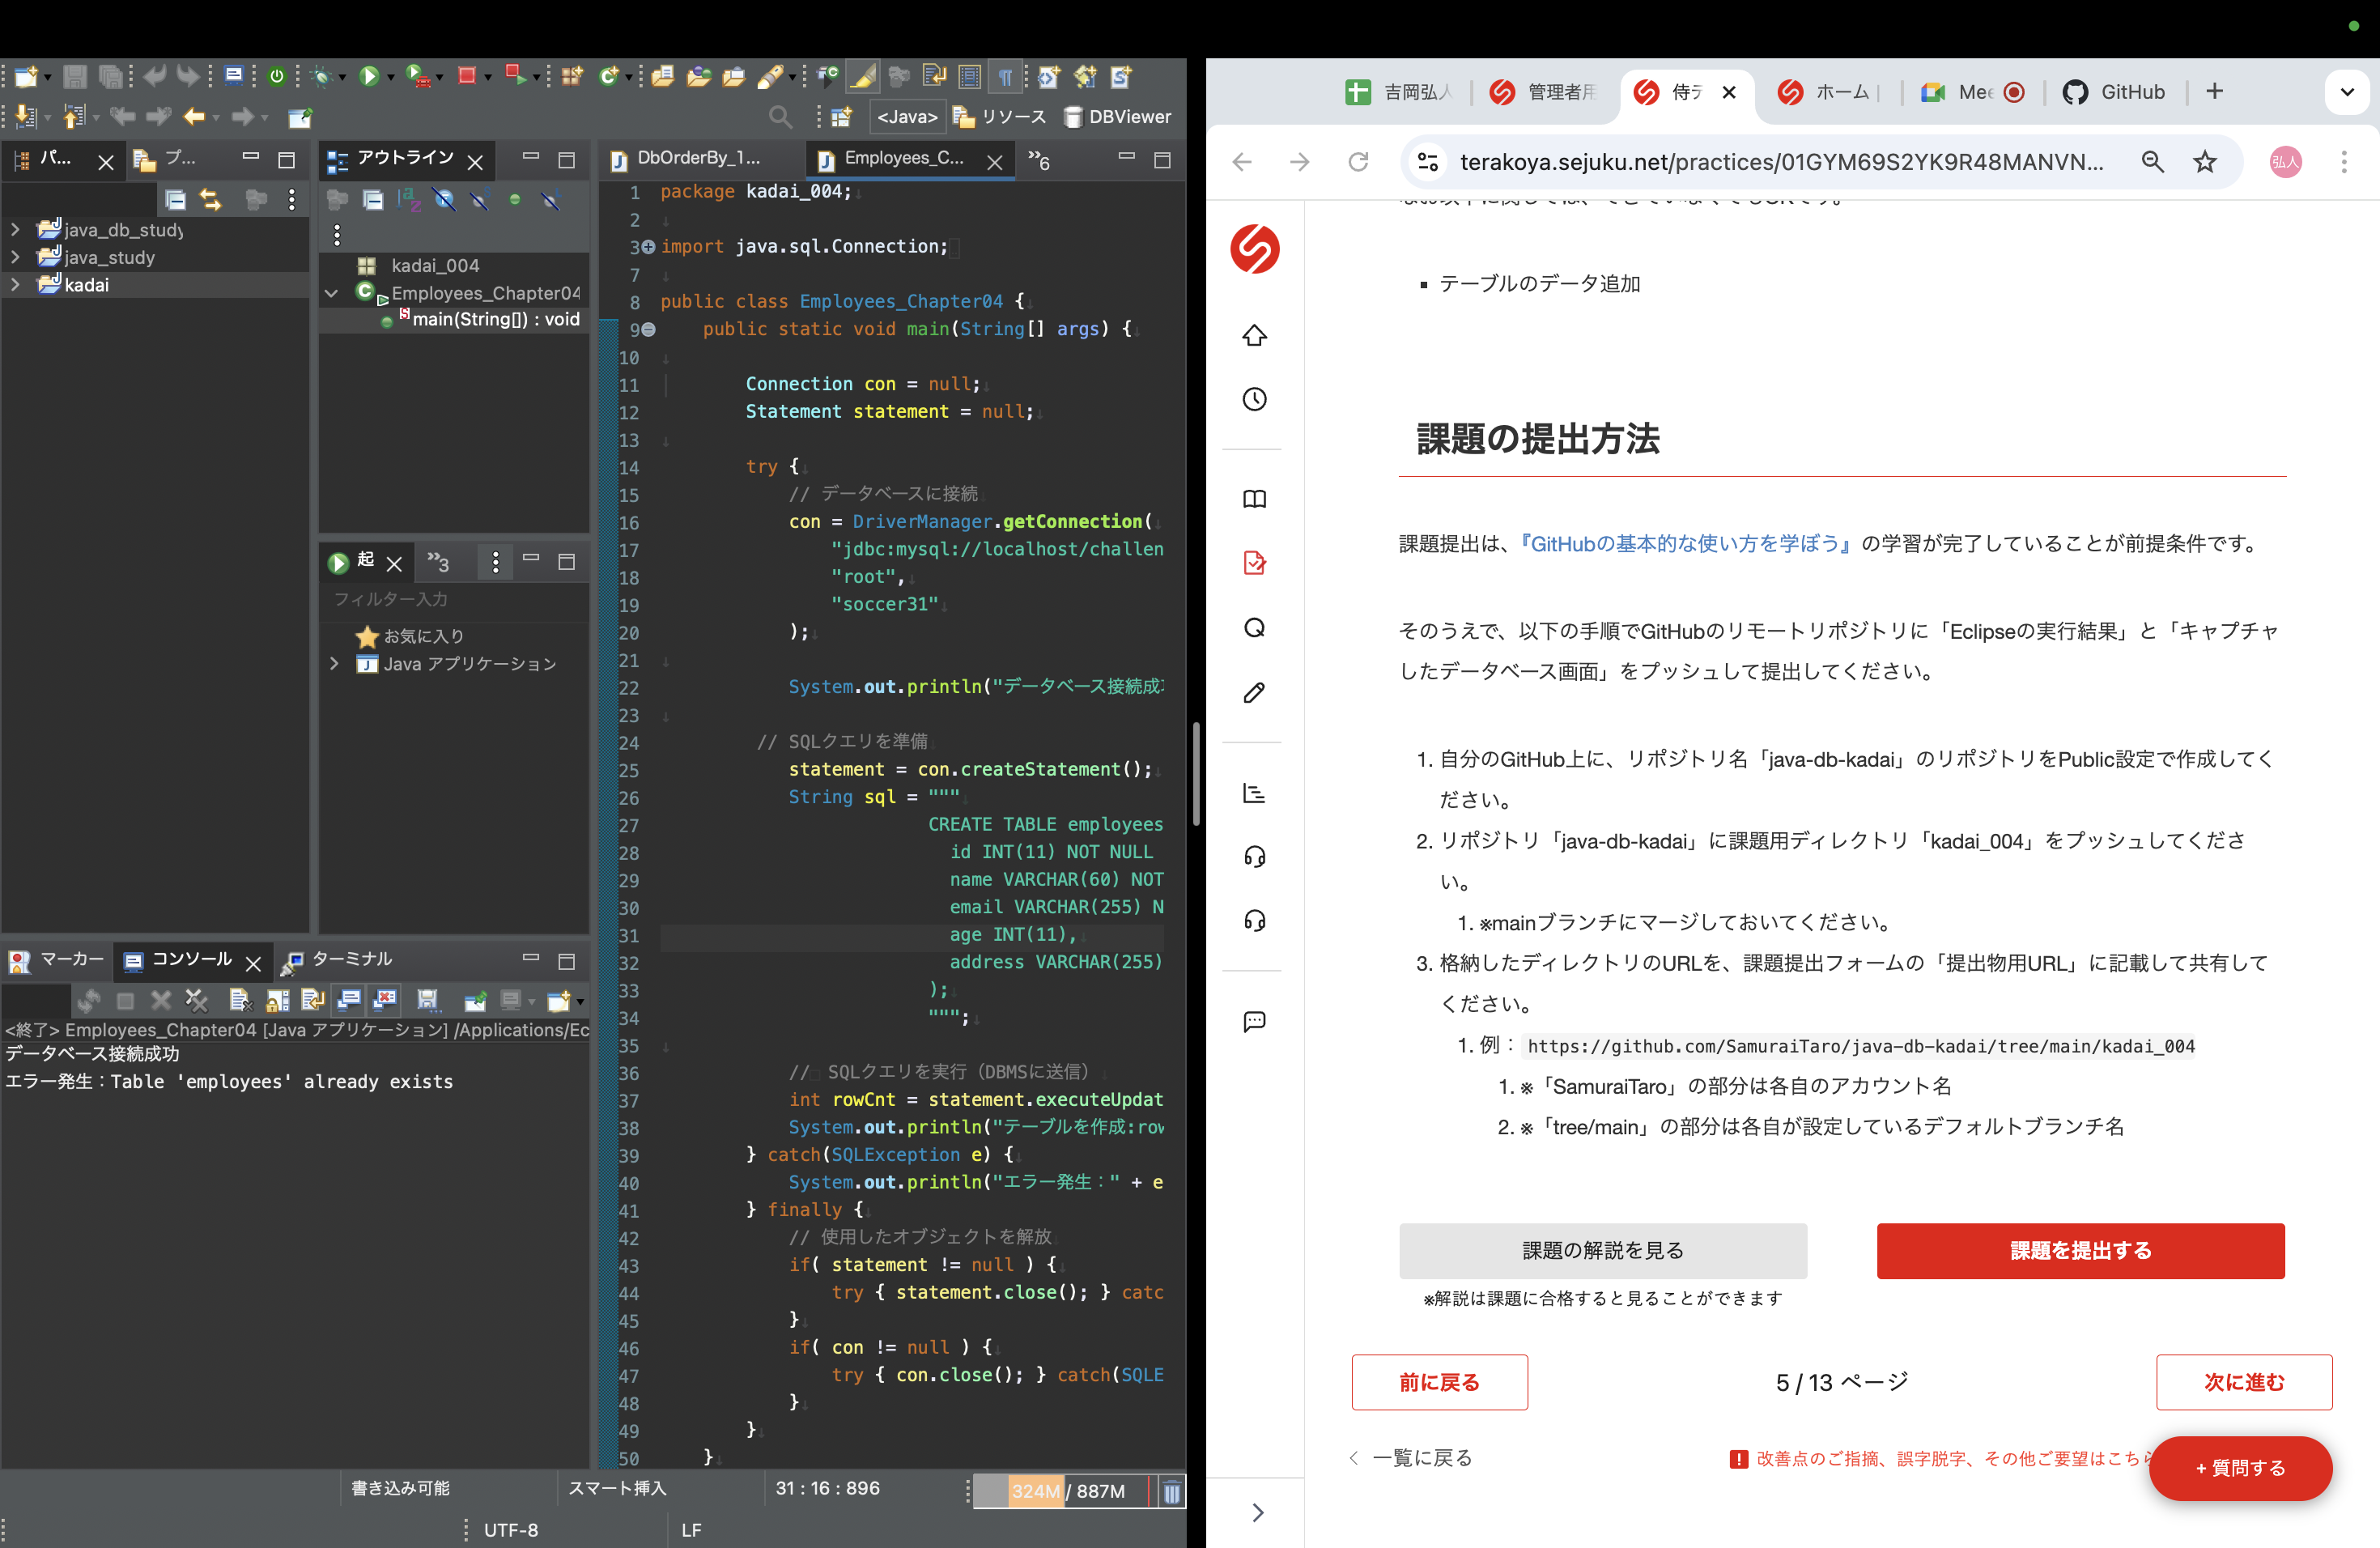 <Java>
リソース
DBViewer
パ...
プ...
java_db_study
java_study
kadai
アウトライン
kadai_004
Employees_Chapter04
main(String[]) : void
起
»3
フィルター入力
お気に入り
Java アプリケーション
DbOrderBy_1...
Employees_C...
»6
1 package kadai_004;
2
3 import java.sql.Connection;
7
8 public class Employees_Chapter04 {
9 public static void main(String[] args) {
10
11 Connection con = null;
12 Statement statement = null;
13
14 try {
15 // データベースに接続
16 con = DriverManager.getConnection(
17 "jdbc:mysql://localhost/challen
18 "root",
19 "soccer31"
20 );
21
22 System.out.println("データベース接続成
23
24 // SQLクエリを準備
25 statement = con.createStatement();
26 String sql = """
27 CREATE TABLE employees
28 id INT(11) NOT NULL
29 name VARCHAR(60) NOT
30 email VARCHAR(255) N
31 age INT(11),
32 address VARCHAR(255)
33 );
34 """;
35
36 // SQLクエリを実行（DBMSに送信）
37 int rowCnt = statement.executeUpdat
38 System.out.println("テーブルを作成:row
39 } catch(SQLException e) {
40 System.out.println("エラー発生：" + e
41 } finally {
42 // 使用したオブジェクトを解放
43 if( statement != null ) {
44 try { statement.close(); } catc
45 }
46 if( con != null ) {
47 try { con.close(); } catch(SQLE
48 }
49 }
50 }
マーカー
コンソール
ターミナル
<終了> Employees_Chapter04 [Java アプリケーション] /Applications/Ec
データベース接続成功
エラー発生：Table 'employees' already exists
書き込み可能
スマート挿入
31 : 16 : 896
324M / 887M
UTF-8
LF
吉岡弘人
管理者用
侍テ
ホーム |
Mee
GitHub
terakoya.sejuku.net/practices/01GYM69S2YK9R48MANVN...
弘人
なお以下に関しては、できていなくてもOKです。
▪ テーブルのデータ追加
課題の提出方法
課題提出は、『GitHubの基本的な使い方を学ぼう』の学習が完了していることが前提条件です。
そのうえで、以下の手順でGitHubのリモートリポジトリに「Eclipseの実行結果」と「キャプチャ
したデータベース画面」をプッシュして提出してください。
1. 自分のGitHub上に、リポジトリ名「java-db-kadai」のリポジトリをPublic設定で作成してく
ださい。
2. リポジトリ「java-db-kadai」に課題用ディレクトリ「kadai_004」をプッシュしてくださ
い。
1. ※mainブランチにマージしておいてください。
3. 格納したディレクトリのURLを、課題提出フォームの「提出物用URL」に記載して共有して
ください。
1. 例：https://github.com/SamuraiTaro/java-db-kadai/tree/main/kadai_004
1. ※「SamuraiTaro」の部分は各自のアカウント名
2. ※「tree/main」の部分は各自が設定しているデフォルトブランチ名
課題の解説を見る
課題を提出する
※解説は課題に合格すると見ることができます
前に戻る
5 / 13 ページ
次に進む
一覧に戻る
改善点のご指摘、誤字脱字、その他ご要望はこちら
+ 質問する